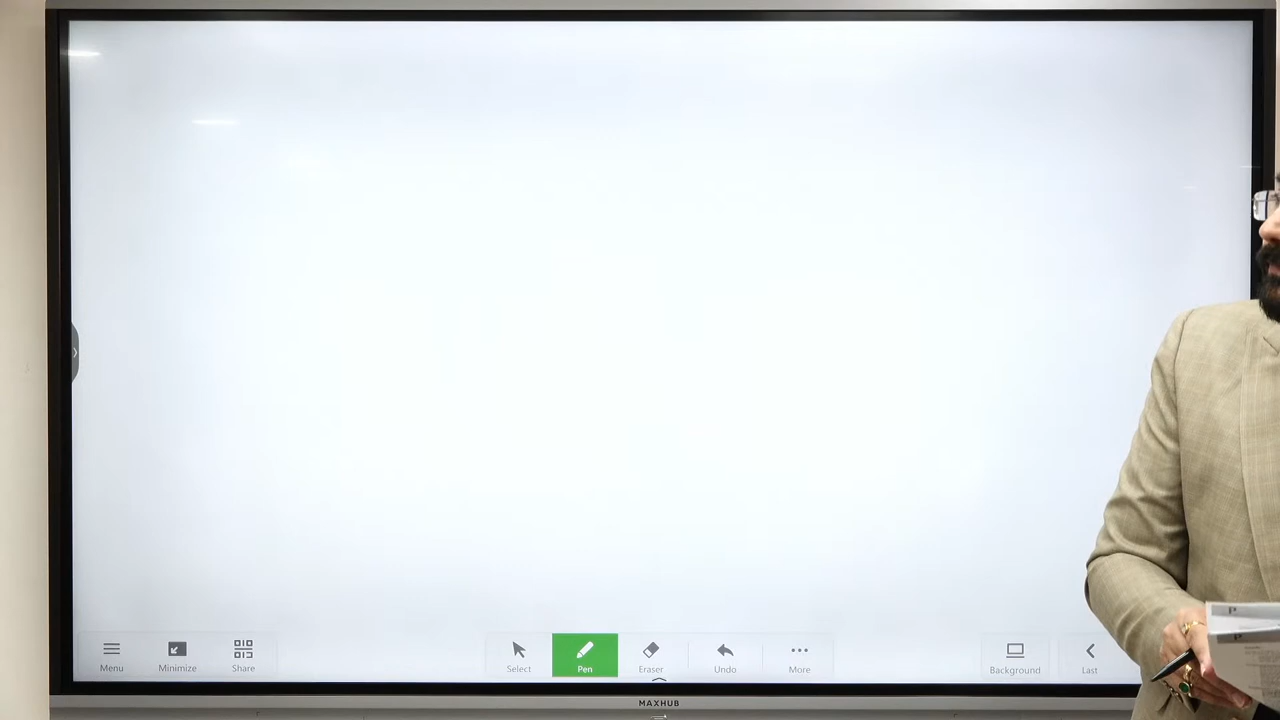 Menu
Minimize
Share
Select
Pen
Eraser
Undo
More
Background
Last
MAXHUB
P
P